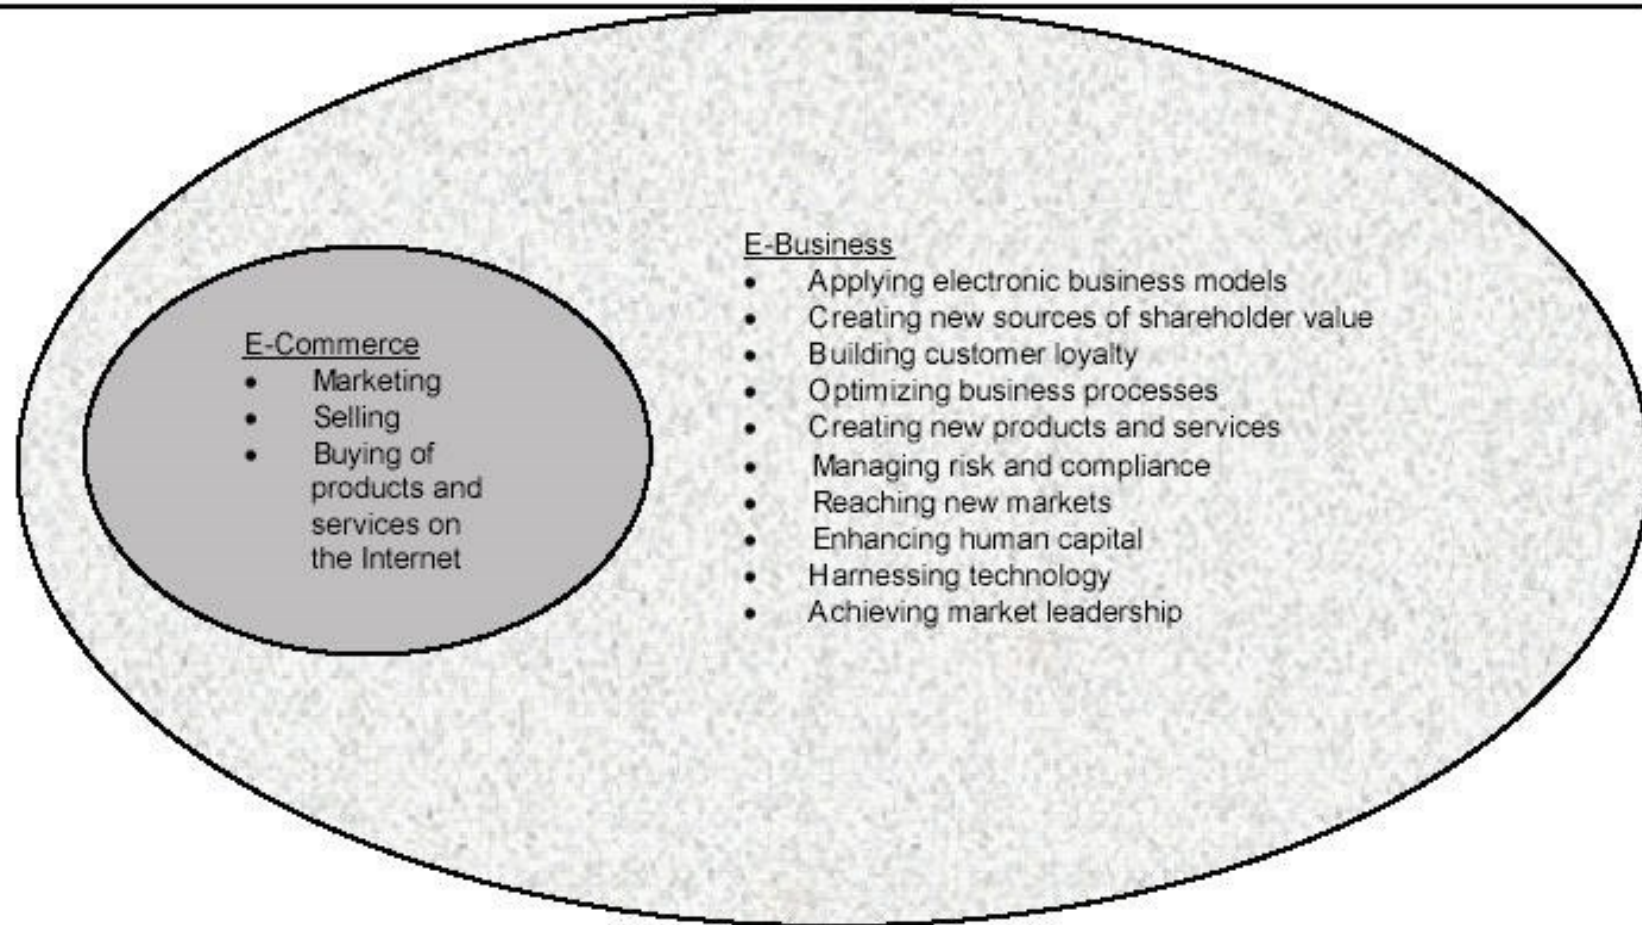 E-Commerce
• Marketing
• Selling
• Buying of
products and
services on
the Internet
E-Business
• Applying electronic business models
• Creating new sources of shareholder value
• Building customer loyalty
• Optimizing business processes
• Creating new products and services
• Managing risk and compliance
• Reaching new markets
• Enhancing human capital
• Harnessing technology
• Achieving market leadership